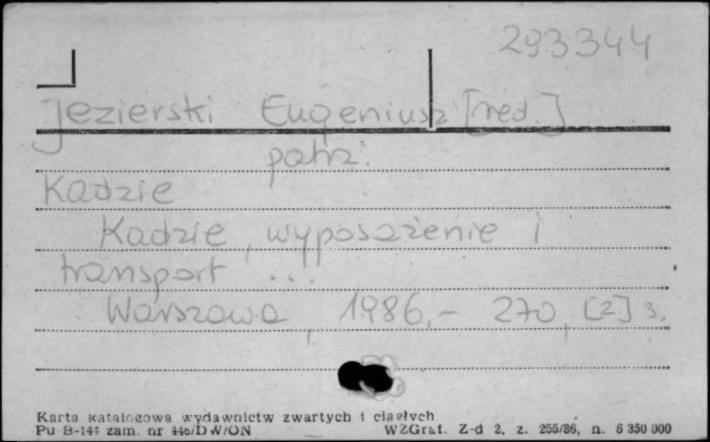 293344
Jezierski Eugeniusz [red.]
patrz:
Kadzie
Kadzie, wyposażenie i
transport ...
Warszawa, 1986.- 270, [2] s.
Karta katalogowa wydawnictw zwartych i ciągłych
Pu B-144 zam. nr 446/DW/ON WZGraf. Z-d 2, z. 255/86, n. 6 350 000